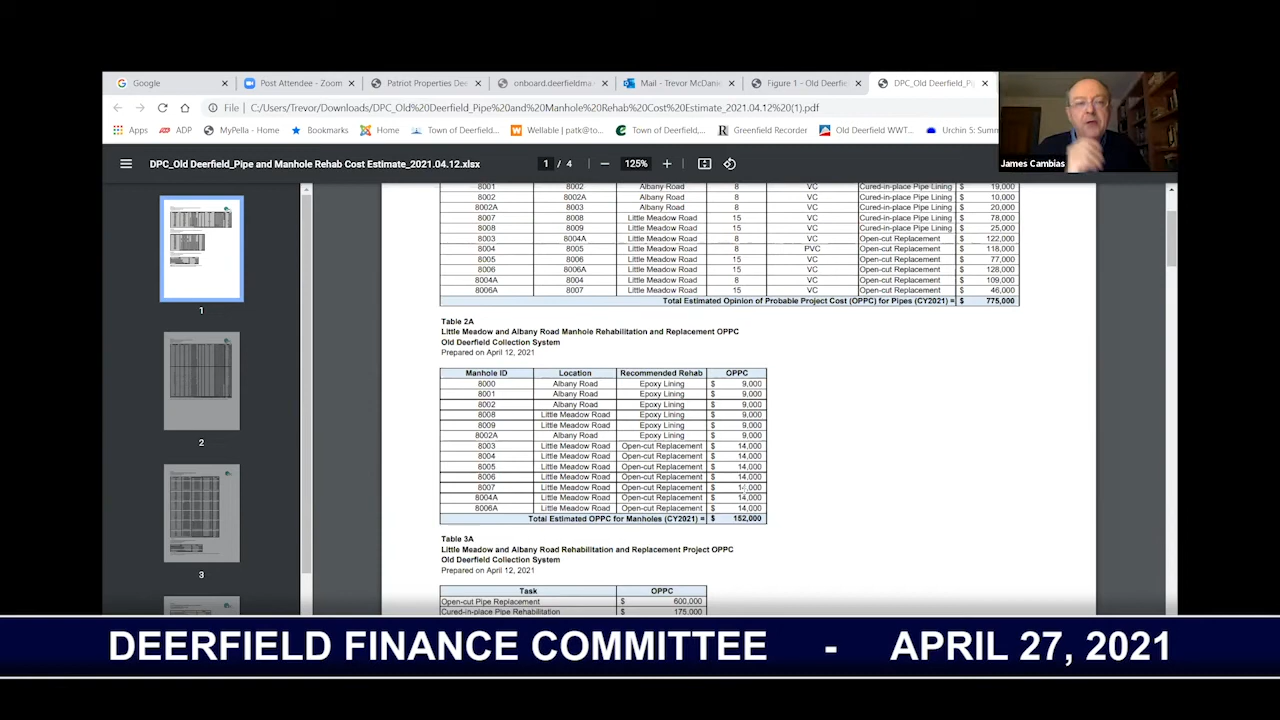 Google
Post Attendee - Zoom
Patriot Properties Dee
onboard.deerfieldma.
Mail - Trevor McDanie
Figure 1 - Old Deerfie
DPC_Old Deerfield_Pi
File C:/Users/Trevor/Downloads/DPC_Old%20Deerfield_Pipe%20and%20Manhole%20Rehab%20Cost%20Estimate_2021.04.12%20(1).pdf
Apps ADP MyPella - Home Bookmarks Home Town of Deerfield... Wellable (patk@to... Town of Deerfield,... Greenfield Recorder Old Deerfield WWT... Urchin 5: Summ
James Cambias
DPC_Old Deerfield_Pipe and Manhole Rehab Cost Estimate_2021.04.12.xlsx 1 / 4 125%
8001 8002 Albany Road 8 VC Cured-in-place Pipe Lining $ 19,000
8002 8002A Albany Road 8 VC Cured-in-place Pipe Lining $ 10,000
8002A 8003 Albany Road 8 VC Cured-in-place Pipe Lining $ 20,000
8007 8008 Little Meadow Road 15 VC Cured-in-place Pipe Lining $ 78,000
8008 8009 Little Meadow Road 15 VC Cured-in-place Pipe Lining $ 25,000
8003 8004A Little Meadow Road 8 VC Open-cut Replacement $ 122,000
8004 8005 Little Meadow Road 8 PVC Open-cut Replacement $ 118,000
8005 8006 Little Meadow Road 15 VC Open-cut Replacement $ 77,000
8006 8006A Little Meadow Road 15 VC Open-cut Replacement $ 128,000
8004A 8004 Little Meadow Road 8 VC Open-cut Replacement $ 109,000
8006A 8007 Little Meadow Road 15 VC Open-cut Replacement $ 46,000
Total Estimated Opinion of Probable Project Cost (OPPC) for Pipes (CY2021) = $ 775,000
Table 2A
Little Meadow and Albany Road Manhole Rehabilitation and Replacement OPPC
Old Deerfield Collection System
Prepared on April 12, 2021
Manhole ID Location Recommended Rehab OPPC
8000 Albany Road Epoxy Lining $ 9,000
8001 Albany Road Epoxy Lining $ 9,000
8002 Albany Road Epoxy Lining $ 9,000
8008 Little Meadow Road Epoxy Lining $ 9,000
8009 Little Meadow Road Epoxy Lining $ 9,000
8002A Albany Road Epoxy Lining $ 9,000
8003 Little Meadow Road Open-cut Replacement $ 14,000
8004 Little Meadow Road Open-cut Replacement $ 14,000
8005 Little Meadow Road Open-cut Replacement $ 14,000
8006 Little Meadow Road Open-cut Replacement $ 14,000
8007 Little Meadow Road Open-cut Replacement $ 14,000
8004A Little Meadow Road Open-cut Replacement $ 14,000
8006A Little Meadow Road Open-cut Replacement $ 14,000
Total Estimated OPPC for Manholes (CY2021) = $ 152,000
Table 3A
Little Meadow and Albany Road Rehabilitation and Replacement Project OPPC
Old Deerfield Collection System
Prepared on April 12, 2021
Task OPPC
Open-cut Pipe Replacement $ 600,000
Cured-in-place Pipe Rehabilitation $ 175,000
1
2
3
DEERFIELD FINANCE COMMITTEE - APRIL 27, 2021